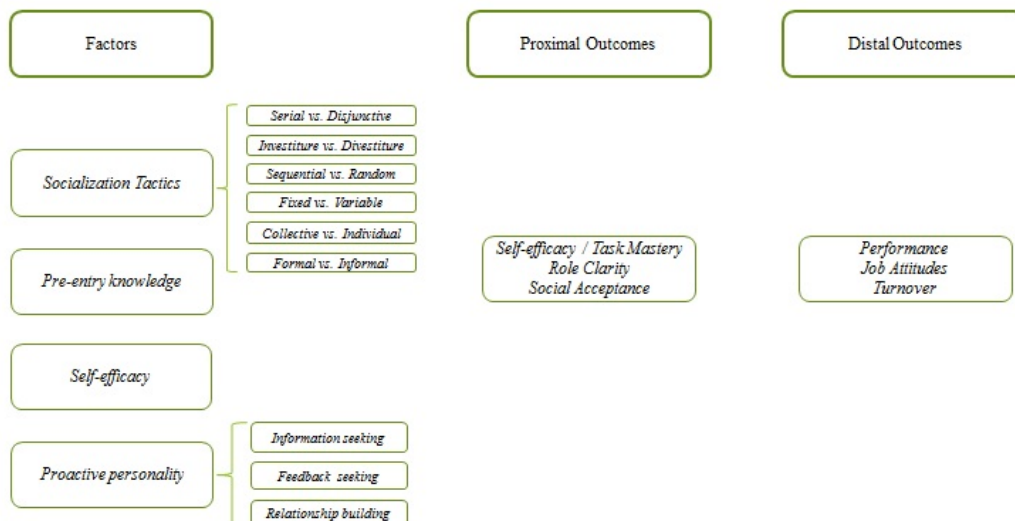 Factors
Proximal Outcomes
Distal Outcomes
Serial vs. Disjunctive
Investiture vs. Divestiture
Socialization Tactics
Sequential vs. Random
Fixed vs. Variable
Collective vs. Individual
Formal vs. Informal
Self-efficacy / Task Mastery
Role Clarity
Social Acceptance
Performance
Job Attitudes
Turnover
Pre-entry knowledge
Self-efficacy
Proactive personality
Information seeking
Feedback seeking
Relationship building